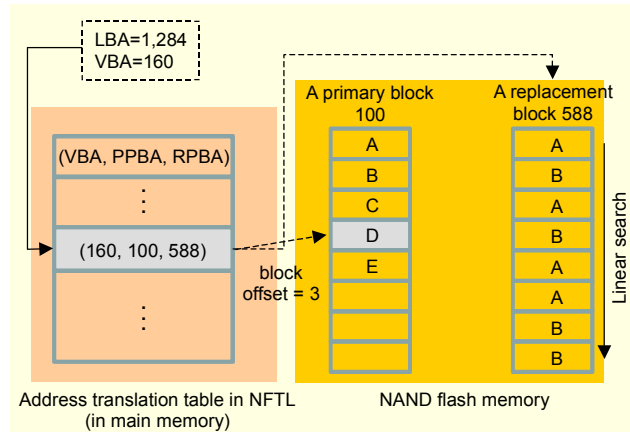 LBA=1,284
VBA=160
(VBA, PPBA, RPBA)
(160, 100, 588)
block
offset = 3
A primary block
100
A
B
C
D
E
A replacement
block 588
A
B
A
B
A
A
B
B
Linear search
Address translation table in NFTL
(in main memory)
NAND flash memory